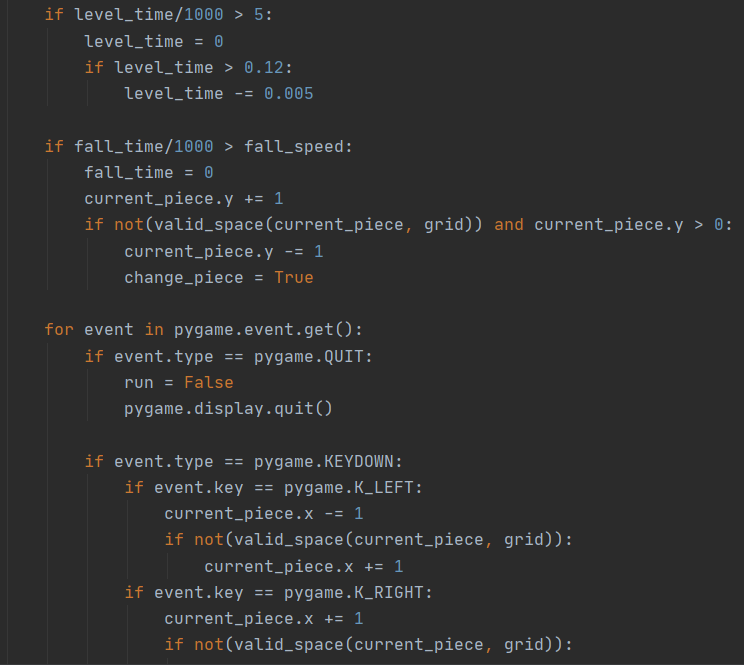 if level_time/1000 > 5:
    level_time = 0
    if level_time > 0.12:
        level_time -= 0.005

if fall_time/1000 > fall_speed:
    fall_time = 0
    current_piece.y += 1
    if not(valid_space(current_piece, grid)) and current_piece.y > 0:
        current_piece.y -= 1
        change_piece = True

for event in pygame.event.get():
    if event.type == pygame.QUIT:
        run = False
        pygame.display.quit()

    if event.type == pygame.KEYDOWN:
        if event.key == pygame.K_LEFT:
            current_piece.x -= 1
            if not(valid_space(current_piece, grid)):
                current_piece.x += 1
        if event.key == pygame.K_RIGHT:
            current_piece.x += 1
            if not(valid_space(current_piece, grid)):